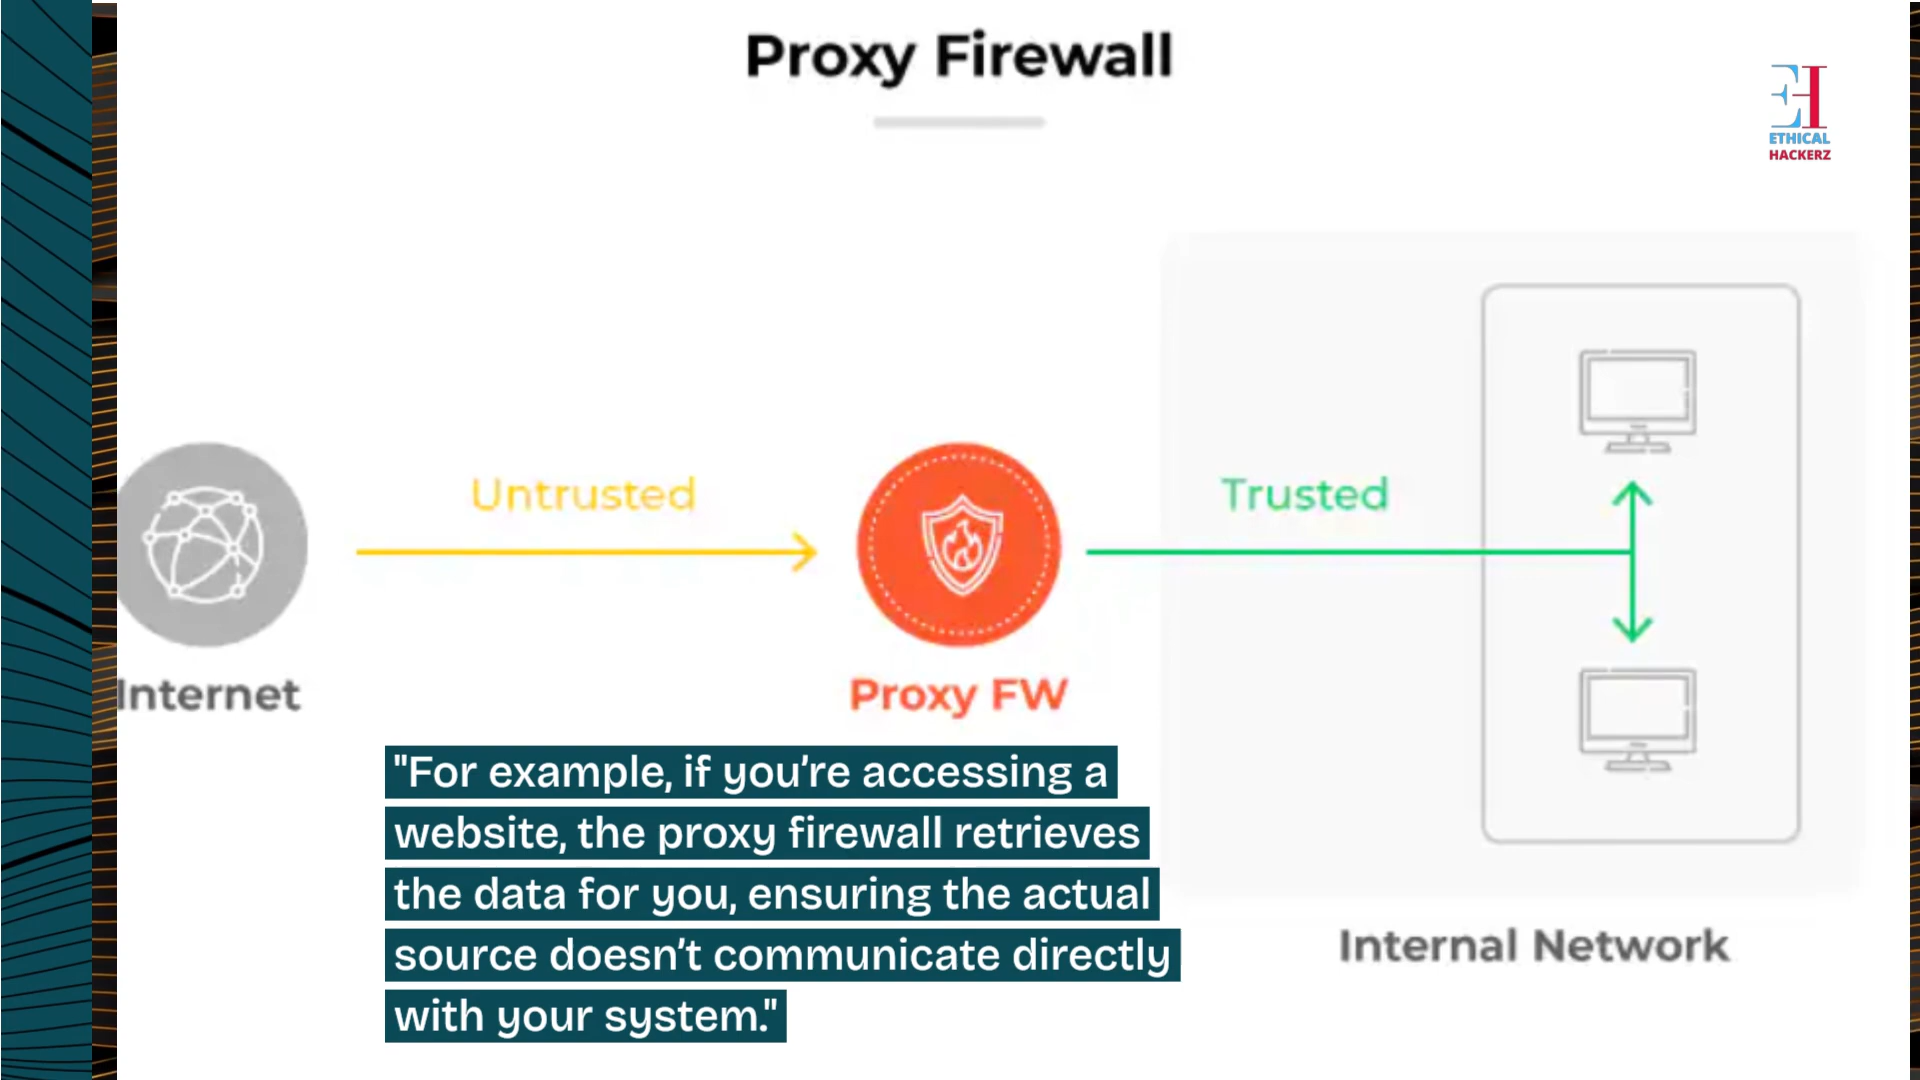 Proxy Firewall
EH
ETHICAL
HACKERZ
Untrusted
Trusted
Internet
Proxy FW
"For example, if you’re accessing a
website, the proxy firewall retrieves
the data for you, ensuring the actual
source doesn’t communicate directly
with your system."
Internal Network